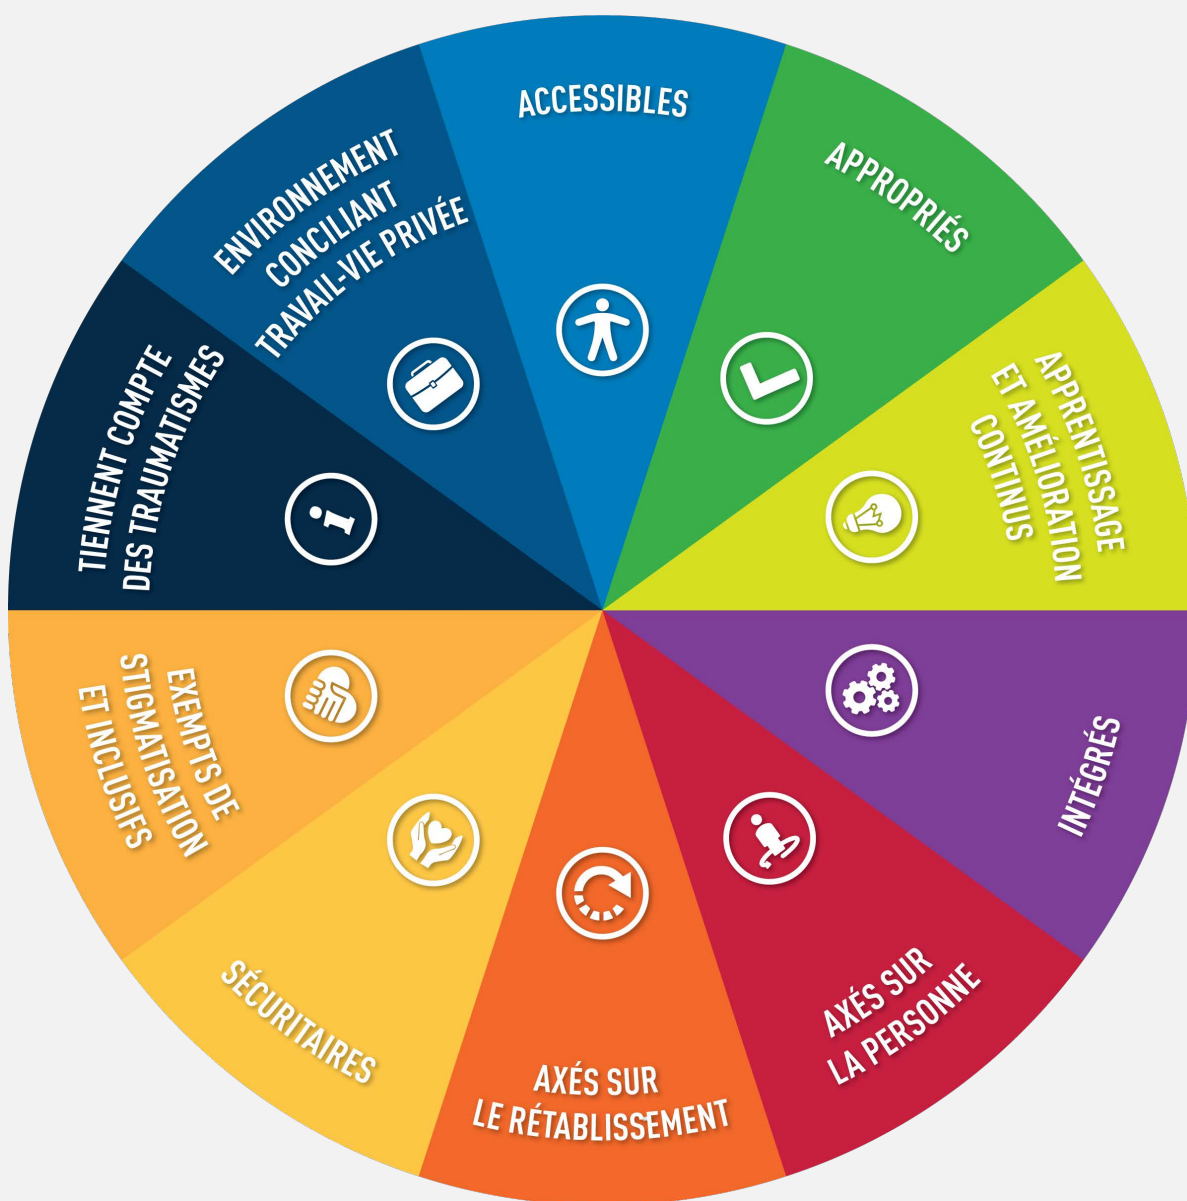 ACCESSIBLES
APPROPRIÉS
APPRENTISSAGE
ET AMÉLIORATION
CONTINUS
INTÉGRÉS
AXÉS SUR
LA PERSONNE
AXÉS SUR
LE RÉTABLISSEMENT
SÉCURITAIRES
EXEMPTS DE
STIGMATISATION
ET INCLUSIFS
TIENNENT COMPTE
DES TRAUMATISMES
ENVIRONNEMENT
CONCILIANT
TRAVAIL-VIE PRIVÉE